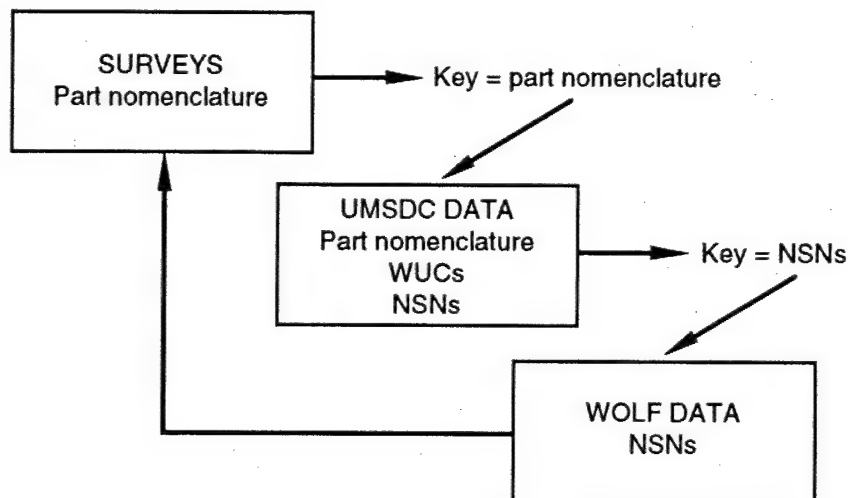 SURVEYS
Part nomenclature
Key = part nomenclature
UMSDC DATA
Part nomenclature
WUCs
NSNs
Key = NSNs
WOLF DATA
NSNs